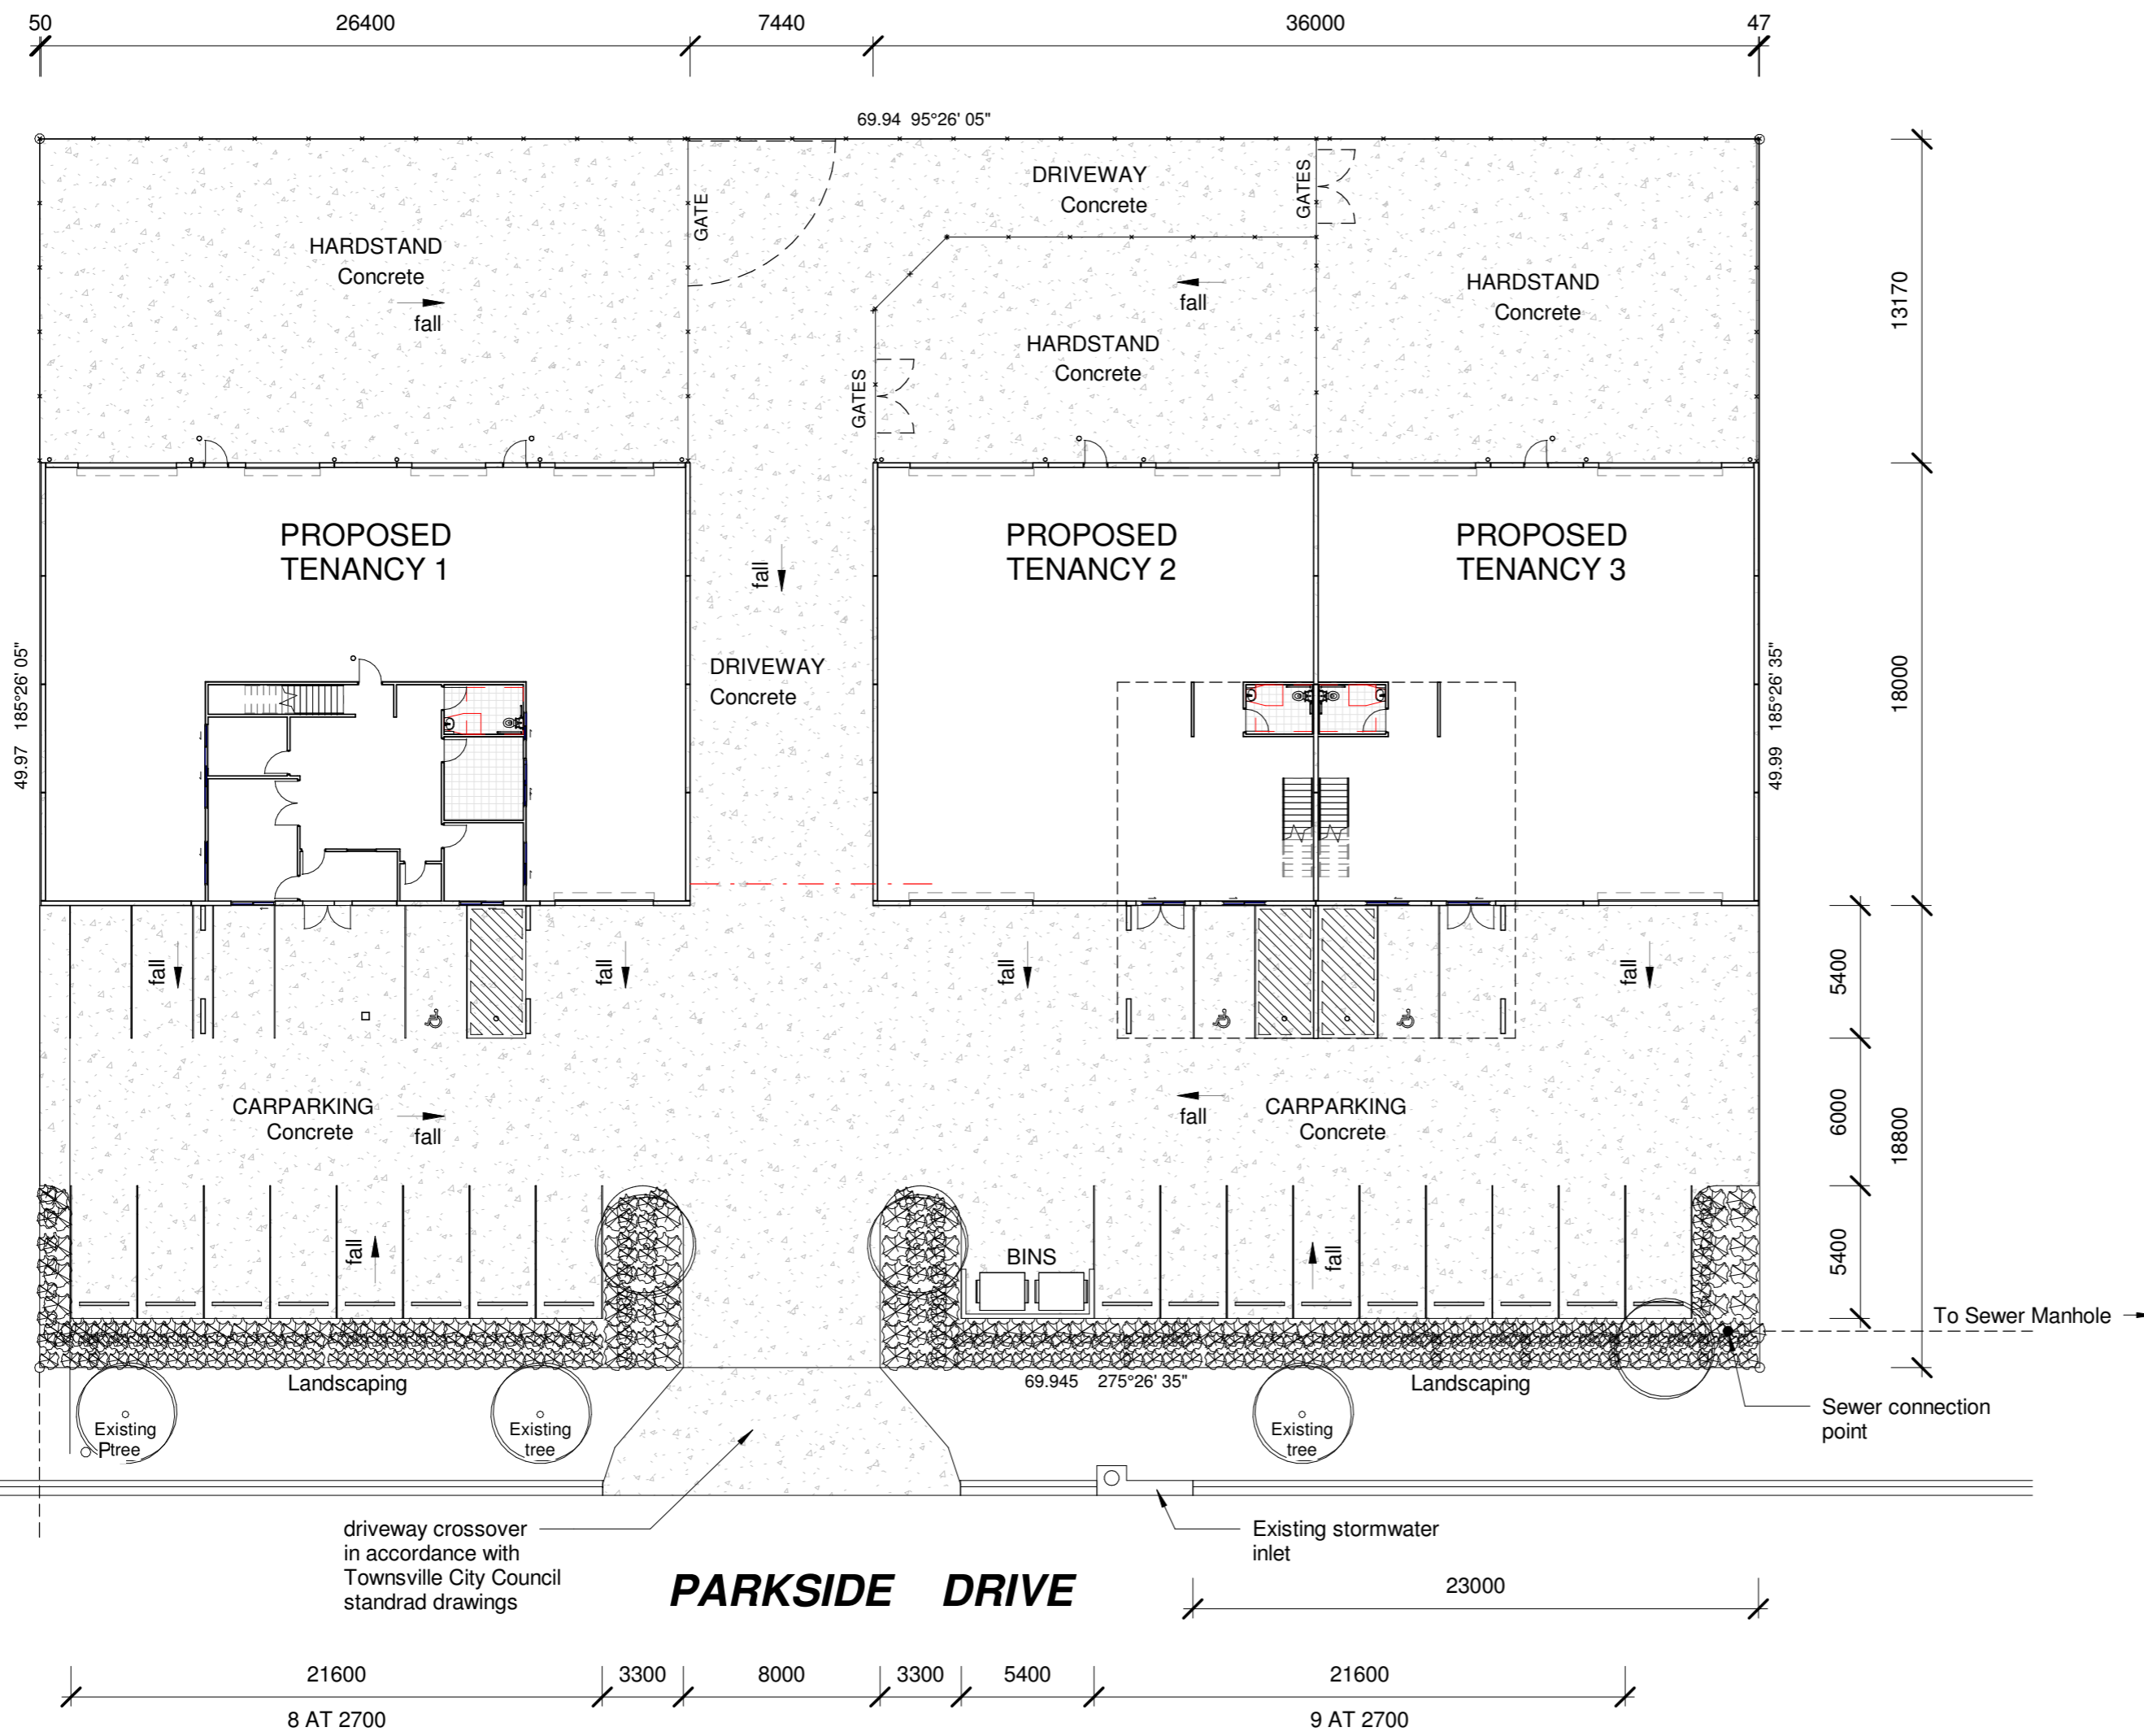 50
26400
7440
36000
47
69.94 95°26' 05"
DRIVEWAY
Concrete
GATES
GATE
HARDSTAND
Concrete
fall
fall
HARDSTAND
Concrete
HARDSTAND
Concrete
13170
GATES
PROPOSED
TENANCY 1
PROPOSED
TENANCY 2
PROPOSED
TENANCY 3
fall
DRIVEWAY
Concrete
49.97 185°26' 05"
49.99 185°26' 35"
18000
fall
fall
fall
fall
5400
CARPARKING
Concrete
fall
fall
CARPARKING
Concrete
6000
18800
fall
BINS
fall
5400
To Sewer Manhole
Landscaping
69.945 275°26' 35"
Landscaping
Sewer connection
point
Existing
tree
P
Existing
tree
Existing
tree
driveway crossover
in accordance with
Townsville City Council
standrad drawings
Existing stormwater
inlet
PARKSIDE DRIVE
23000
21600
3300
8000
3300
5400
21600
8 AT 2700
9 AT 2700